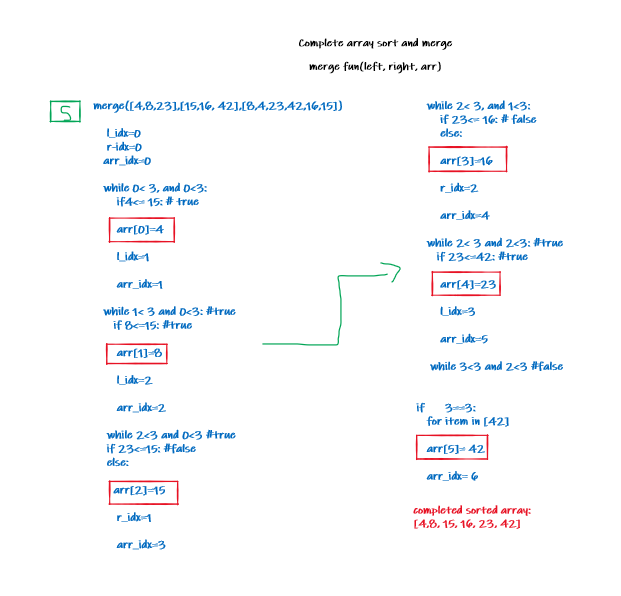 Complete array sort and merge
merge fun(left, right, arr)
5
merge([4,8,23],[15,16, 42],[8,4,23,42,16,15])
l_idx=0
r-idx=0
arr_idx=0
while 0< 3, and 0<3:
if4<= 15: # true
arr[0]=4
l_idx=1
arr_idx=1
while 1< 3 and 0<3: #true
if 8<=15: #true
arr[1]=8
l_idx=2
arr_idx=2
while 2<3 and 0<3 #true
if 23<=15: #false
else:
arr[2]=15
r_idx=1
arr_idx=3
while 2< 3, and 1<3:
if 23<= 16: # false
else:
arr[3]=16
r_idx=2
arr_idx=4
while 2< 3 and 2<3: #true
if 23<=42: #true
arr[4]=23
l_idx=3
arr_idx=5
while 3<3 and 2<3 #false
if 3==3:
for item in [42]
arr[5]= 42
arr_idx= 6
completed sorted array:
[4,8, 15, 16, 23, 42]